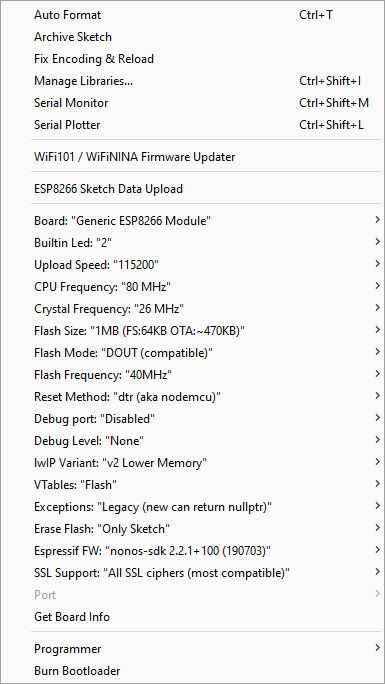 Auto Format Ctrl+T
Archive Sketch
Fix Encoding & Reload
Manage Libraries... Ctrl+Shift+I
Serial Monitor Ctrl+Shift+M
Serial Plotter Ctrl+Shift+L
WiFi101 / WiFiNINA Firmware Updater
ESP8266 Sketch Data Upload
Board: "Generic ESP8266 Module"
Builtin Led: "2"
Upload Speed: "115200"
CPU Frequency: "80 MHz"
Crystal Frequency: "26 MHz"
Flash Size: "1MB (FS:64KB OTA:~470KB)"
Flash Mode: "DOUT (compatible)"
Flash Frequency: "40MHz"
Reset Method: "dtr (aka nodemcu)"
Debug port: "Disabled"
Debug Level: "None"
lwIP Variant: "v2 Lower Memory"
VTables: "Flash"
Exceptions: "Legacy (new can return nullptr)"
Erase Flash: "Only Sketch"
Espressif FW: "nonos-sdk 2.2.1+100 (190703)"
SSL Support: "All SSL ciphers (most compatible)"
Port
Get Board Info
Programmer
Burn Bootloader